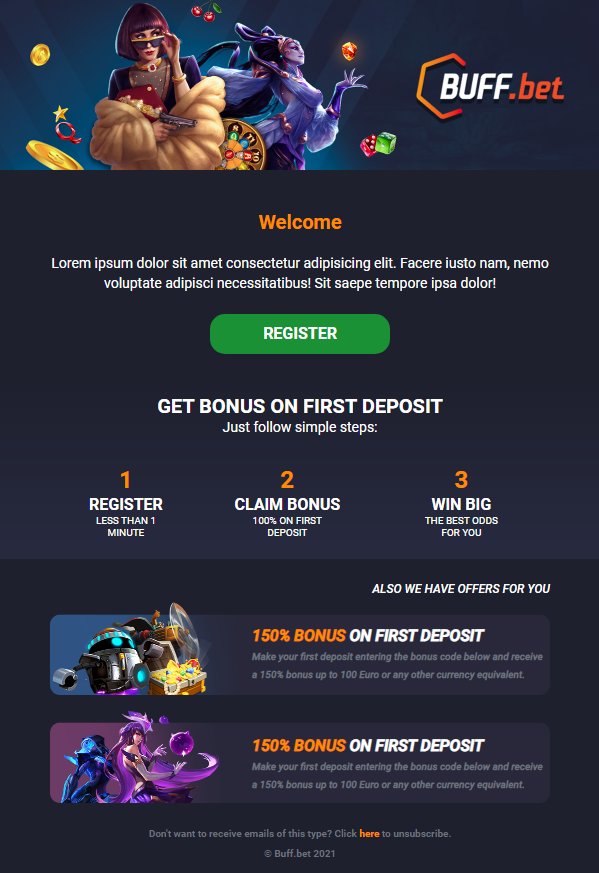 BUFF.bet
Welcome
Lorem ipsum dolor sit amet consectetur adipisicing elit. Facere iusto nam, nemo
voluptate adipisci necessitatibus! Sit saepe tempore ipsa dolor!
REGISTER
GET BONUS ON FIRST DEPOSIT
Just follow simple steps:
1
REGISTER
LESS THAN 1
MINUTE
2
CLAIM BONUS
100% ON FIRST
DEPOSIT
3
WIN BIG
THE BEST ODDS
FOR YOU
ALSO WE HAVE OFFERS FOR YOU
150% BONUS ON FIRST DEPOSIT
Make your first deposit entering the bonus code below and receive
a 150% bonus up to 100 Euro or any other currency equivalent.
150% BONUS ON FIRST DEPOSIT
Make your first deposit entering the bonus code below and receive
a 150% bonus up to 100 Euro or any other currency equivalent.
Don't want to receive emails of this type? Click here to unsubscribe.
© Buff.bet 2021